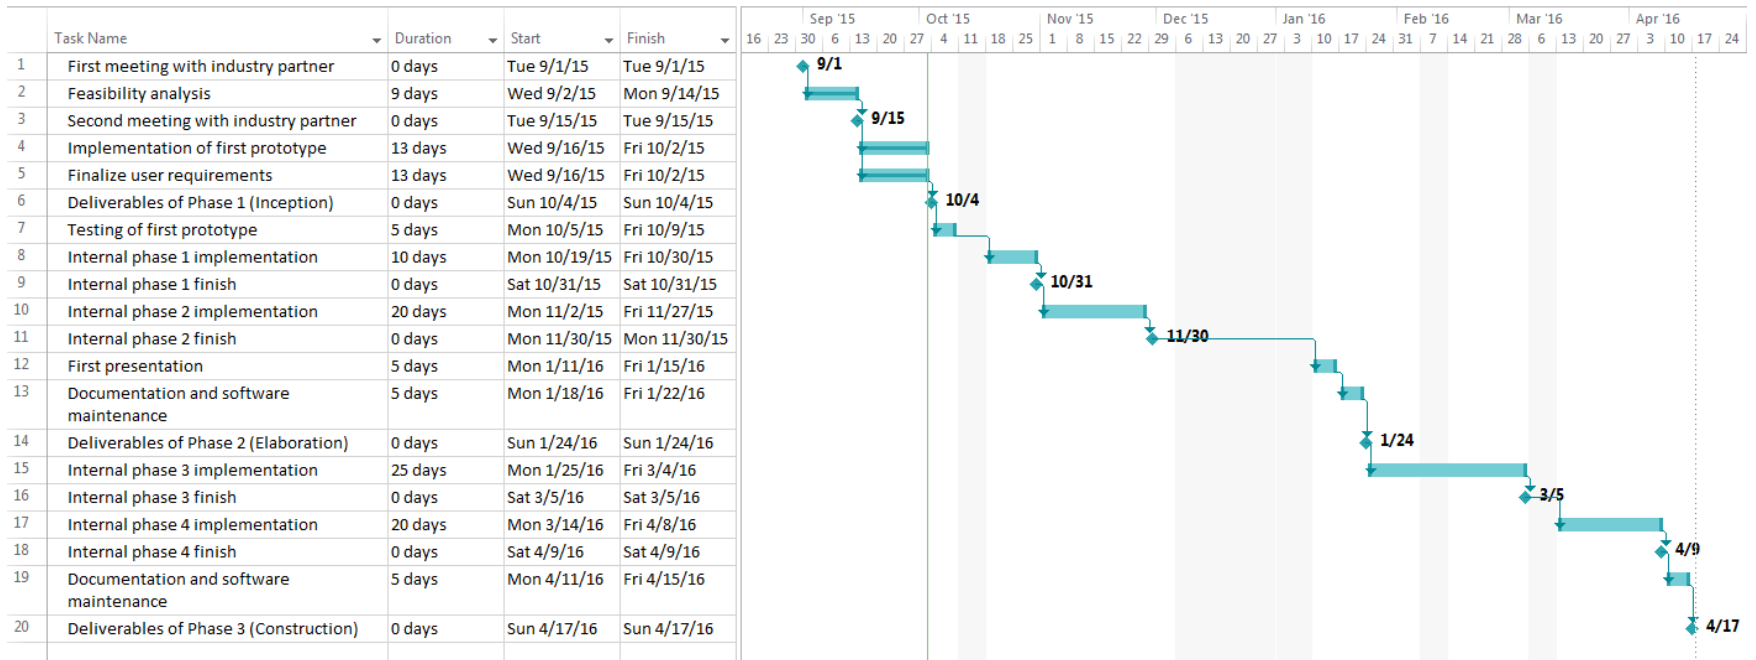 Sep '15 Oct '15 Nov '15 Dec '15 Jan '16 Feb '16 Mar '16 Apr '16
Task Name Duration Start Finish 16 23 30 6 13 20 27 4 11 18 25 1 8 15 22 29 6 13 20 27 3 10 17 24 31 7 14 21 28 6 13 20 27 3 10 17 24
1 First meeting with industry partner 0 days Tue 9/1/15 Tue 9/1/15 9/1
2 Feasibility analysis 9 days Wed 9/2/15 Mon 9/14/15
3 Second meeting with industry partner 0 days Tue 9/15/15 Tue 9/15/15 9/15
4 Implementation of first prototype 13 days Wed 9/16/15 Fri 10/2/15
5 Finalize user requirements 13 days Wed 9/16/15 Fri 10/2/15
6 Deliverables of Phase 1 (Inception) 0 days Sun 10/4/15 Sun 10/4/15 10/4
7 Testing of first prototype 5 days Mon 10/5/15 Fri 10/9/15
8 Internal phase 1 implementation 10 days Mon 10/19/15 Fri 10/30/15
9 Internal phase 1 finish 0 days Sat 10/31/15 Sat 10/31/15 10/31
10 Internal phase 2 implementation 20 days Mon 11/2/15 Fri 11/27/15
11 Internal phase 2 finish 0 days Mon 11/30/15 Mon 11/30/15 11/30
12 First presentation 5 days Mon 1/11/16 Fri 1/15/16
13 Documentation and software 5 days Mon 1/18/16 Fri 1/22/16
maintenance
14 Deliverables of Phase 2 (Elaboration) 0 days Sun 1/24/16 Sun 1/24/16 1/24
15 Internal phase 3 implementation 25 days Mon 1/25/16 Fri 3/4/16
16 Internal phase 3 finish 0 days Sat 3/5/16 Sat 3/5/16 3/5
17 Internal phase 4 implementation 20 days Mon 3/14/16 Fri 4/8/16
18 Internal phase 4 finish 0 days Sat 4/9/16 Sat 4/9/16 4/9
19 Documentation and software 5 days Mon 4/11/16 Fri 4/15/16
maintenance
20 Deliverables of Phase 3 (Construction) 0 days Sun 4/17/16 Sun 4/17/16 4/17